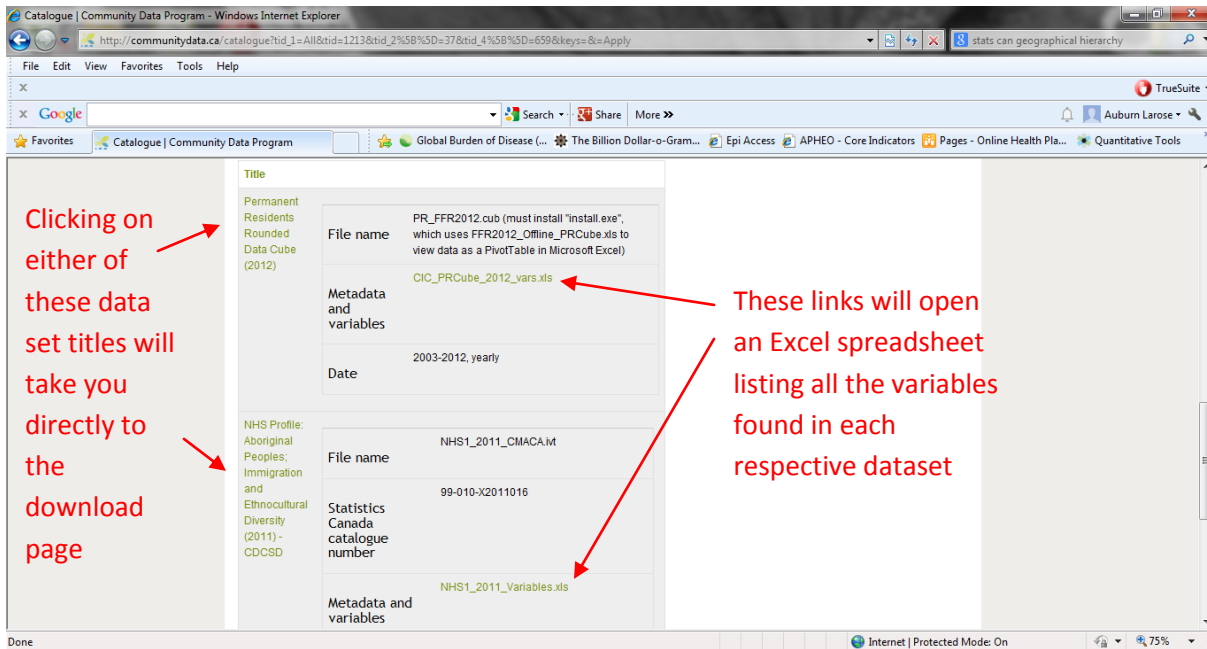 Catalogue | Community Data Program - Windows Internet Explorer
http://communitydata.ca/catalogue?tid_1=All&tid=1213&tid_2%5B%5D=37&tid_4%5B%5D=659&keys=&=Apply
stats can geographical hierarchy
File Edit View Favorites Tools Help
x
TrueSuite
x Google
Search
Share
More »
Auburn Larose
Favorites
Catalogue | Community Data Program
Global Burden of Disease (...
The Billion Dollar-o-Gram...
Epi Access
APHEO - Core Indicators
Pages - Online Health Pla...
Quantitative Tools
Title
Permanent
Residents
Rounded
Data Cube
(2012)
File name
PR_FFR2012.cub (must install "install.exe",
which uses FFR2012_Offline_PRCube.xls to
view data as a PivotTable in Microsoft Excel)
Metadata
and
variables
CIC_PRCube_2012_vars.xls
Date
2003-2012, yearly
NHS Profile:
Aboriginal
Peoples;
Immigration
and
Ethnocultural
Diversity
(2011) -
CDCSD
File name
NHS1_2011_CMACA.ivt
Statistics
Canada
catalogue
number
99-010-X2011016
Metadata and
variables
NHS1_2011_Variables.xls
Clicking on
either of
these data
set titles will
take you
directly to
the
download
page
These links will open
an Excel spreadsheet
listing all the variables
found in each
respective dataset
Done
Internet | Protected Mode: On
75%